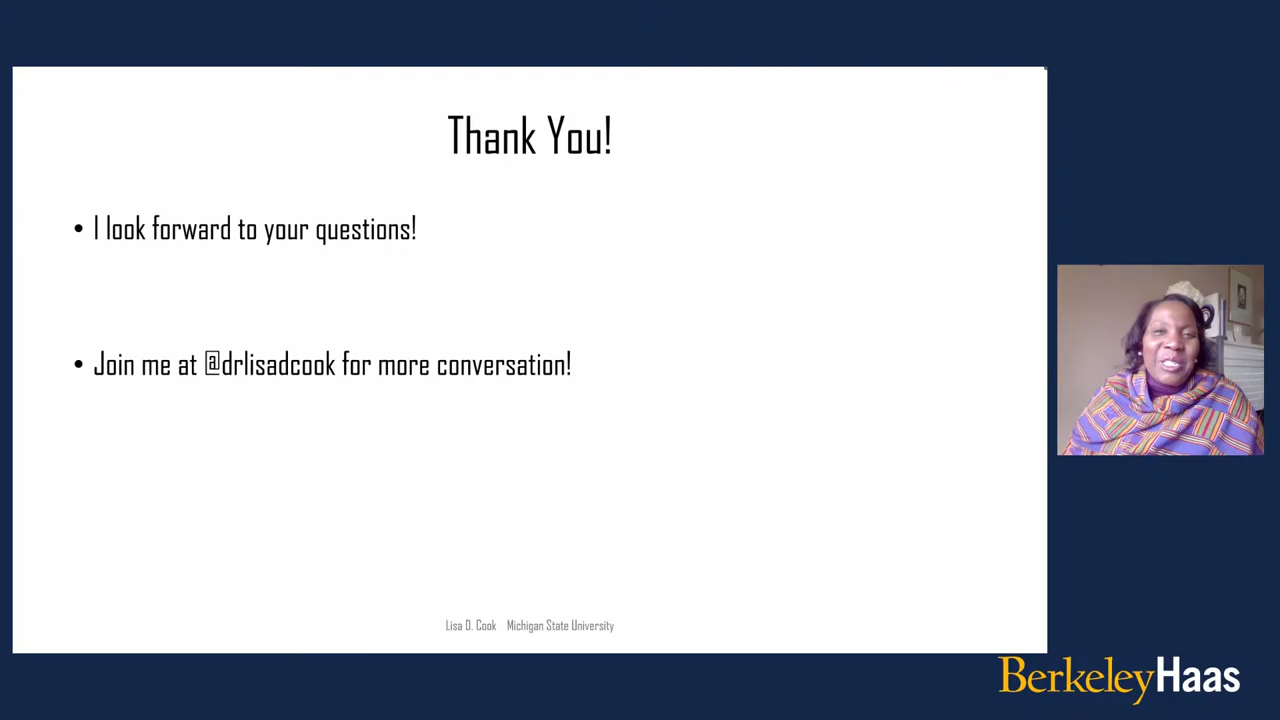 Thank You!
• I look forward to your questions!
• Join me at @drlisadcook for more conversation!
Lisa D. Cook Michigan State University
BerkeleyHaas